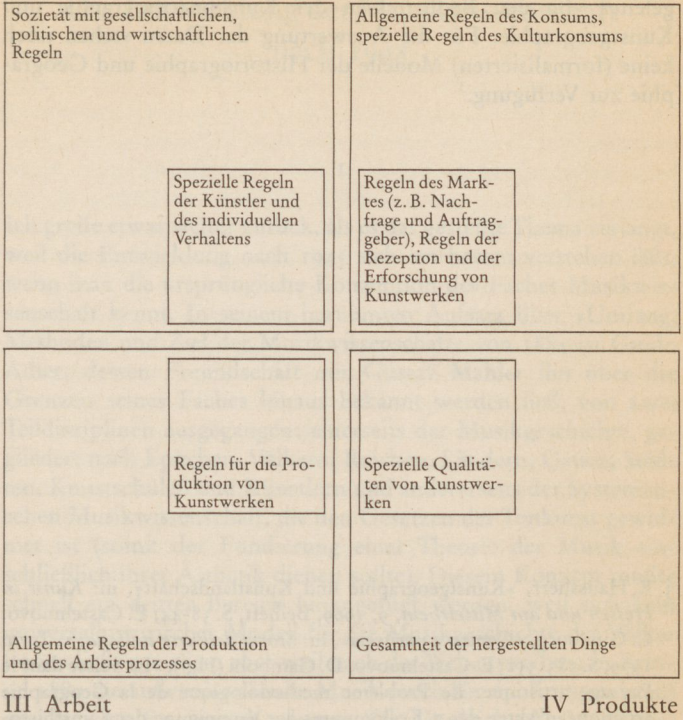 Sozietät mit gesellschaftlichen,
politischen und wirtschaftlichen
Regeln
Allgemeine Regeln des Konsums,
spezielle Regeln des Kulturkonsums
Spezielle Regeln
der Künstler und
des individuellen
Verhaltens
Regeln des Mark-
tes (z. B. Nach-
frage und Auftrag-
geber), Regeln der
Rezeption und der
Erforschung von
Kunstwerken
Regeln für die Pro-
duktion von
Kunstwerken
Spezielle Qualitä-
ten von Kunstwer-
ken
Allgemeine Regeln der Produktion
und des Arbeitsprozesses
Gesamtheit der hergestellten Dinge
III Arbeit
IV Produkte